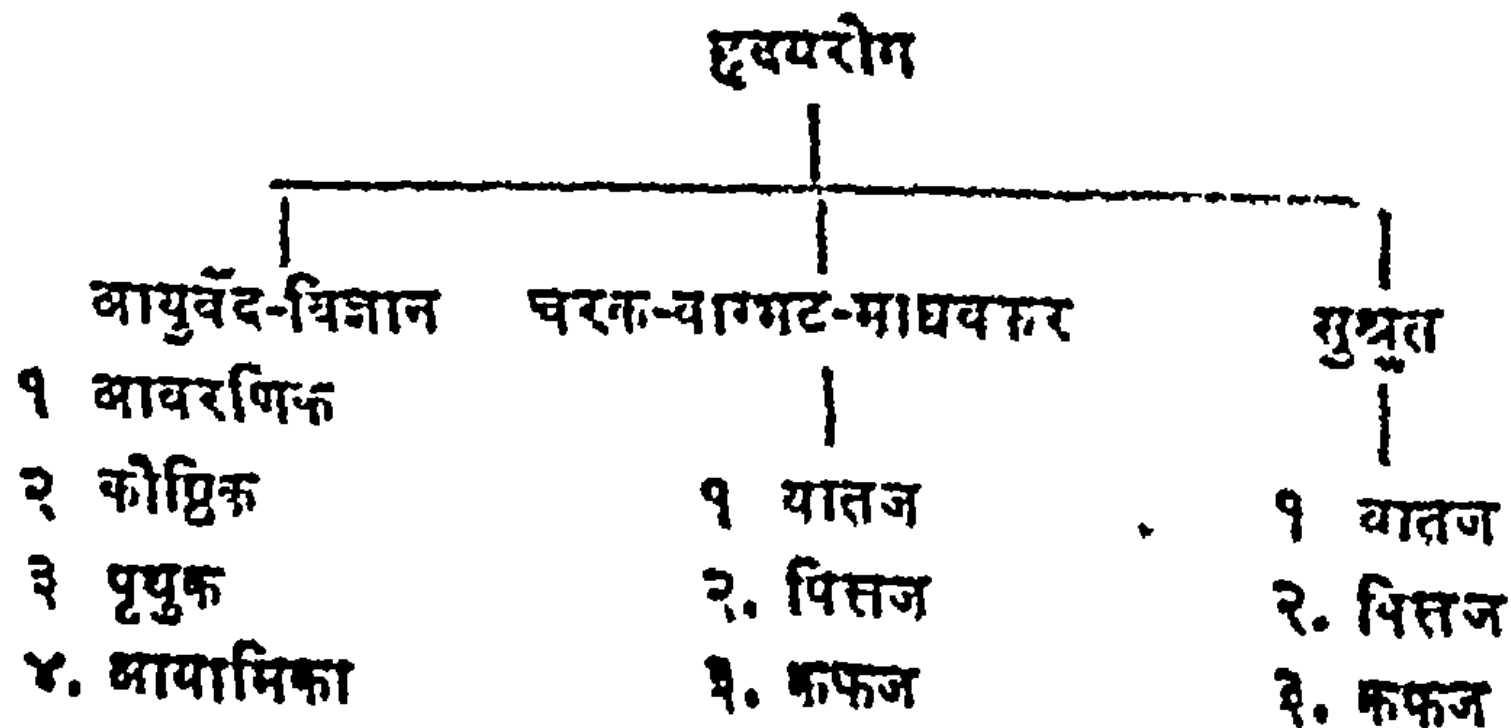 हृदयरोग
आयुर्वेद-विज्ञान चरक-वाग्भट-माधवकर सुश्रुत
१ आवरणिक
२ कौष्ठिक १ वातज १ वातज
३ पृथुक २. पित्तज २. पित्तज
४. आयामिका ३. कफज ३. कफज